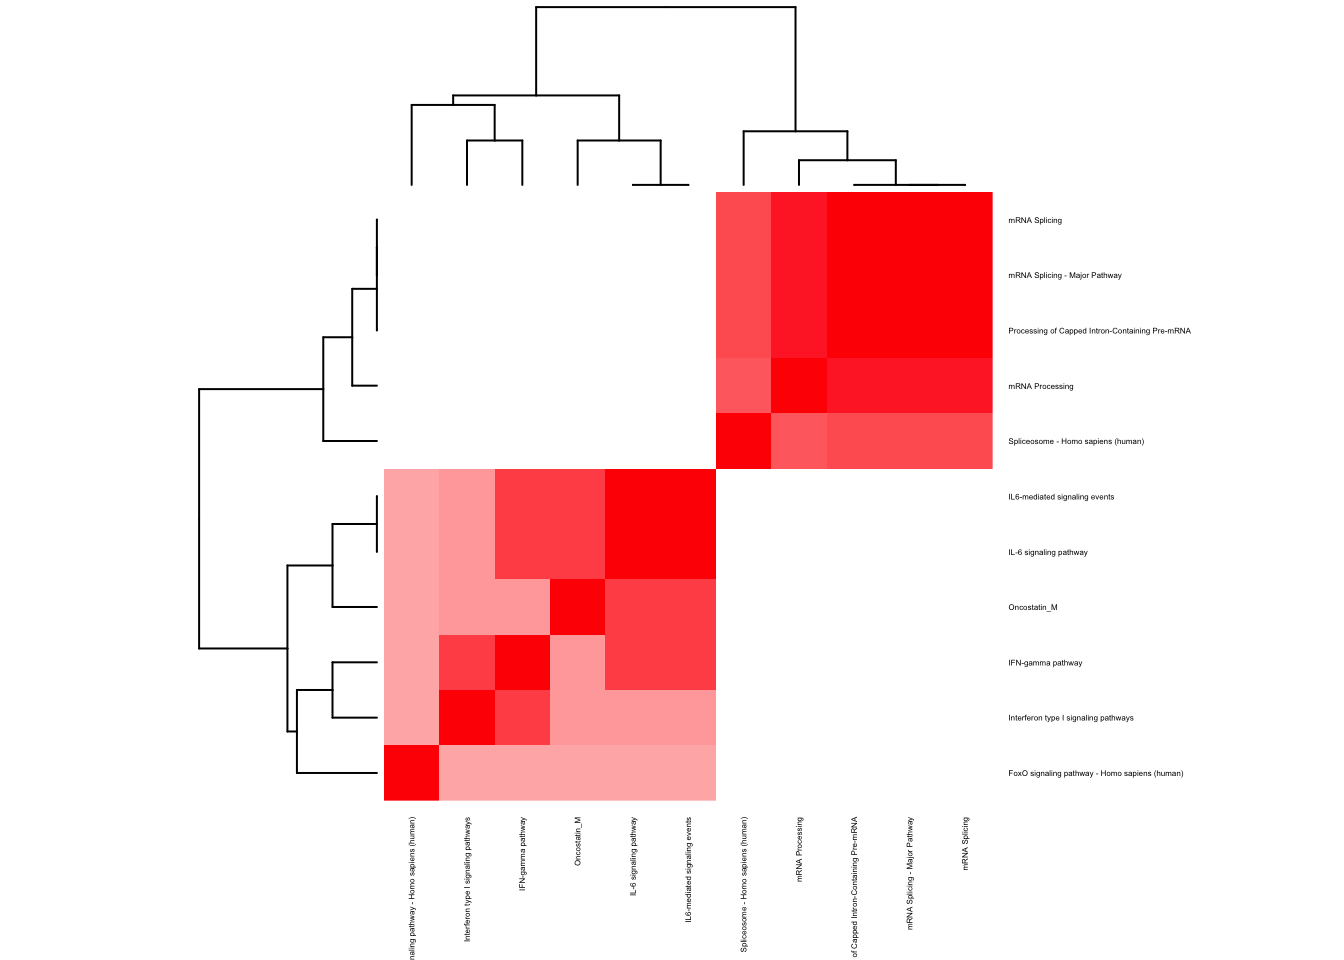 mRNA Splicing
mRNA Splicing - Major Pathway
Processing of Capped Intron-Containing Pre-mRNA
mRNA Processing
Spliceosome - Homo sapiens (human)
IL6-mediated signaling events
IL-6 signaling pathway
Oncostatin_M
IFN-gamma pathway
Interferon type I signaling pathways
FoxO signaling pathway - Homo sapiens (human)
naling pathway - Homo sapiens (human)
Interferon type I signaling pathways
IFN-gamma pathway
Oncostatin_M
IL-6 signaling pathway
IL6-mediated signaling events
Spliceosome - Homo sapiens (human)
mRNA Processing
of Capped Intron-Containing Pre-mRNA
mRNA Splicing - Major Pathway
mRNA Splicing